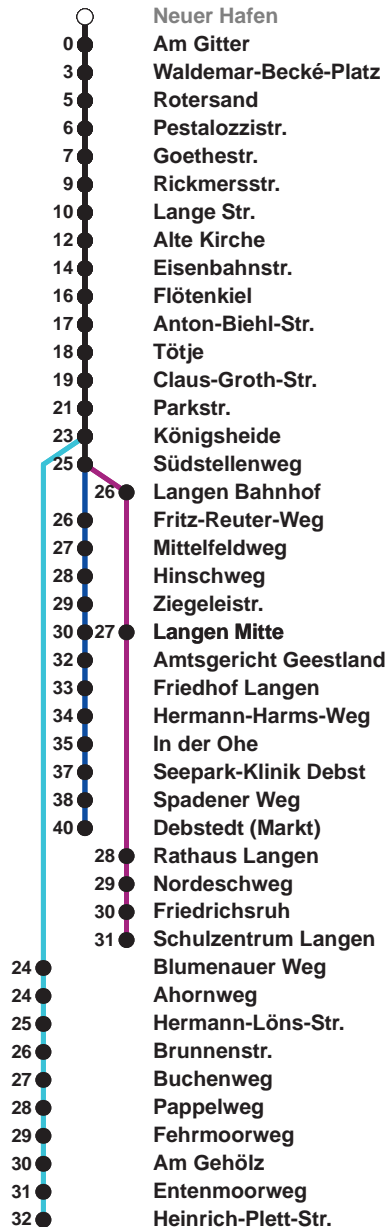 Neuer Hafen
0 Am Gitter
3 Waldemar-Becké-Platz
5 Rotersand
6 Pestalozzistr.
7 Goethestr.
9 Rickmersstr.
10 Lange Str.
12 Alte Kirche
14 Eisenbahnstr.
16 Flötenkiel
17 Anton-Biehl-Str.
18 Tötje
19 Claus-Groth-Str.
21 Parkstr.
23 Königsheide
25 Südstellenweg
26 Langen Bahnhof
26 Fritz-Reuter-Weg
27 Mittelfeldweg
28 Hinschweg
29 Ziegeleistr.
30 27 Langen Mitte
32 Amtsgericht Geestland
33 Friedhof Langen
34 Hermann-Harms-Weg
35 In der Ohe
37 Seepark-Klinik Debst
38 Spadener Weg
40 Debstedt (Markt)
28 Rathaus Langen
29 Nordeschweg
30 Friedrichsruh
31 Schulzentrum Langen
24 Blumenauer Weg
24 Ahornweg
25 Hermann-Löns-Str.
26 Brunnenstr.
27 Buchenweg
28 Pappelweg
29 Fehrmoorweg
30 Am Gehölz
31 Entenmoorweg
32 Heinrich-Plett-Str.